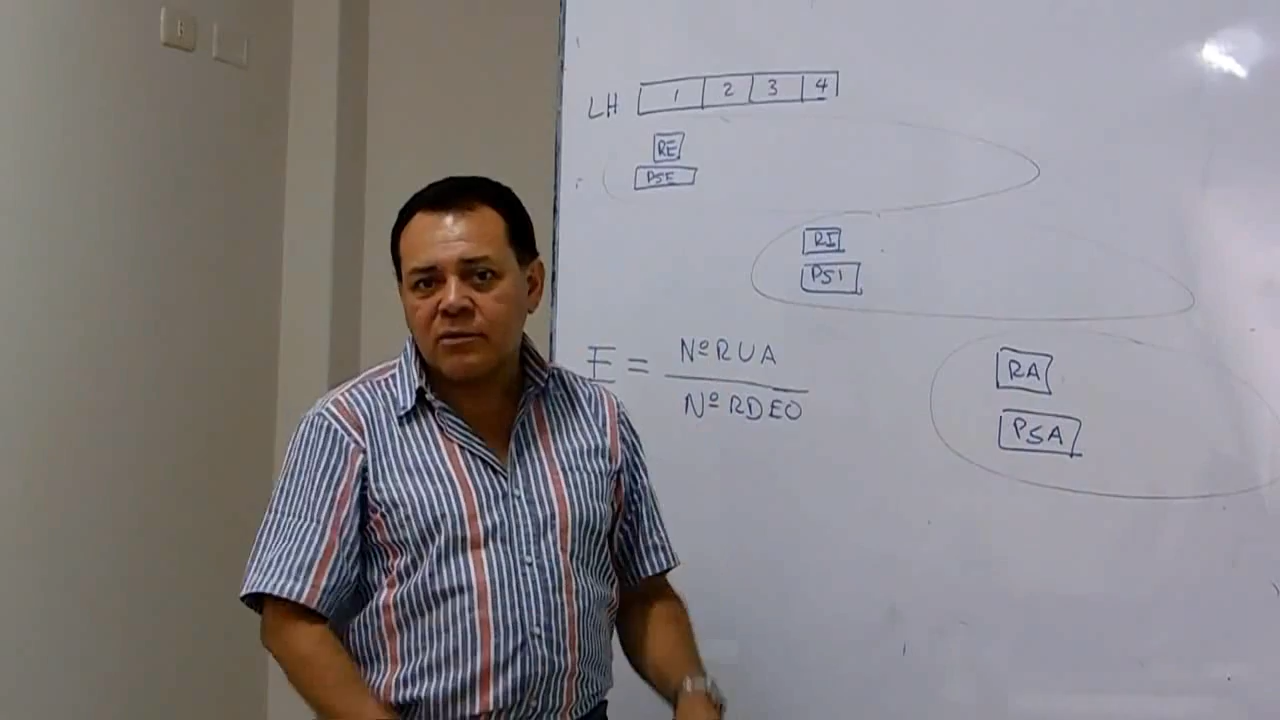 LH 1 2 3 4
RE
PSE
RI
PSI
E = NºRUA
NºRDEO
RA
PSA